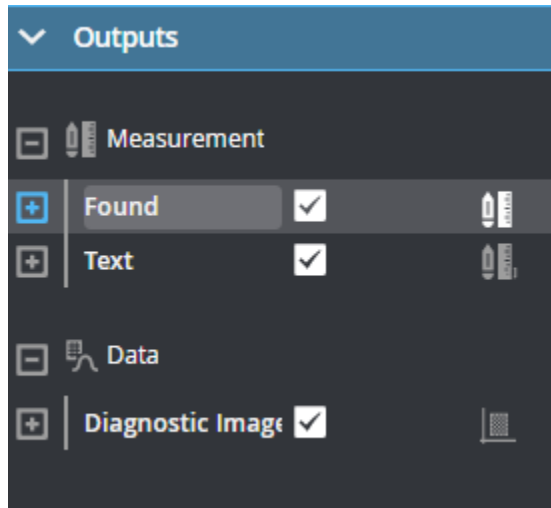 Outputs
Measurement
Found
Text
Data
Diagnostic Image